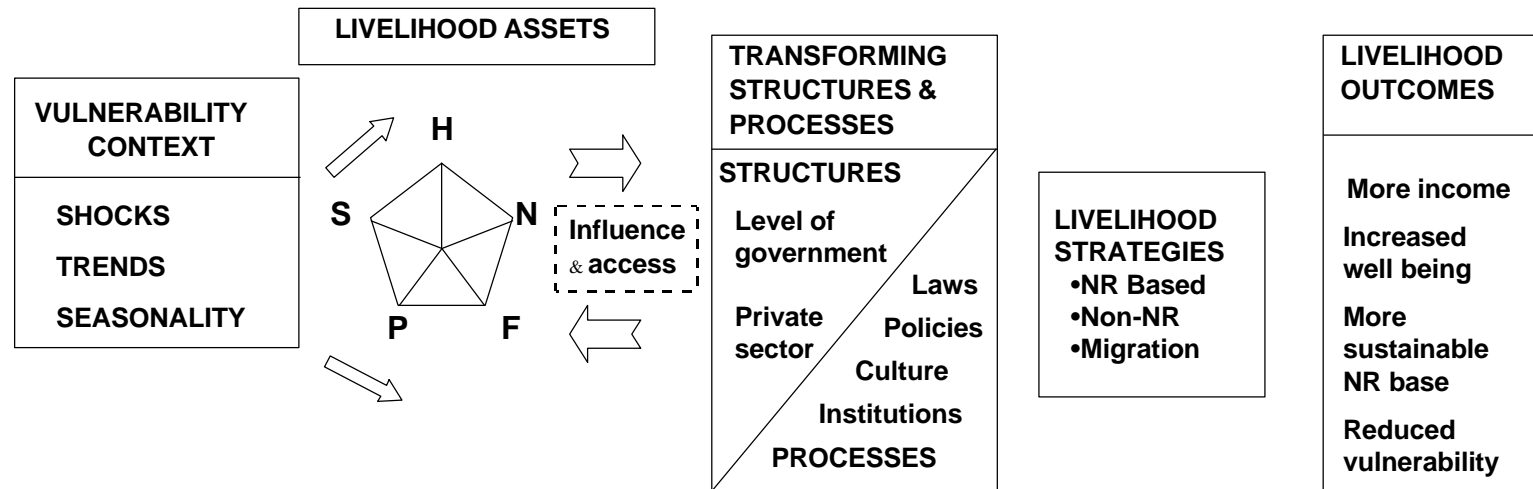 LIVELIHOOD ASSETS
VULNERABILITY
CONTEXT
SHOCKS
TRENDS
SEASONALITY
H
S
N
P
F
Influence
& access
TRANSFORMING
STRUCTURES &
PROCESSES
STRUCTURES
Level of
government
Private
sector
Laws
Policies
Culture
Institutions
PROCESSES
LIVELIHOOD
STRATEGIES
•NR Based
•Non-NR
•Migration
LIVELIHOOD
OUTCOMES
More income
Increased
well being
More
sustainable
NR base
Reduced
vulnerability